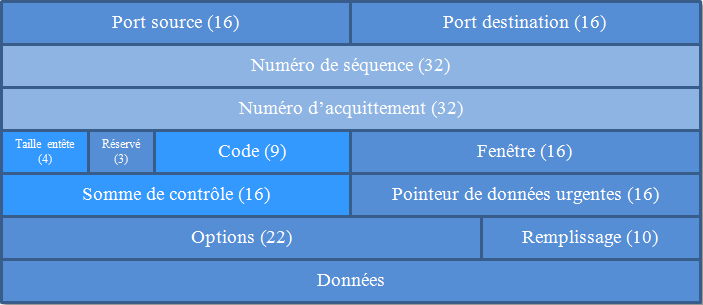 Port source (16)
Port destination (16)
Numéro de séquence (32)
Numéro d’acquittement (32)
Taille entête
(4)
Réservé
(3)
Code (9)
Fenêtre (16)
Somme de contrôle (16)
Pointeur de données urgentes (16)
Options (22)
Remplissage (10)
Données